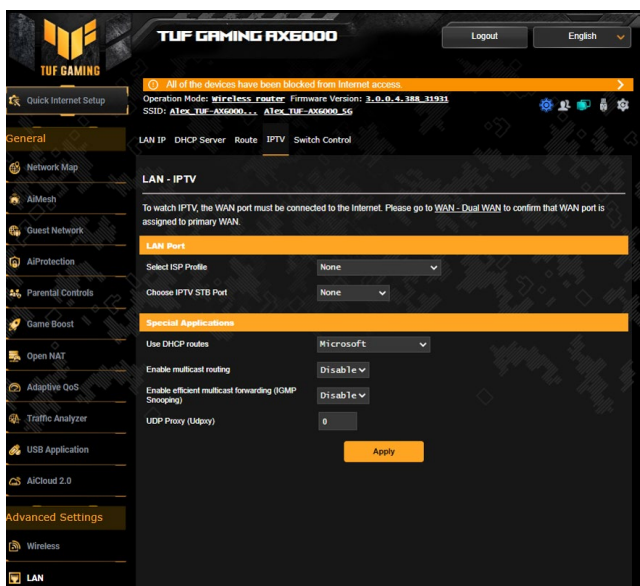 TUF GAMING AX6000
Logout
English
TUF GAMING
All of the devices have been blocked from Internet access.
Quick Internet Setup
Operation Mode: Wireless router Firmware Version: 3.0.0.4.388_31931
SSID: Alex_TUF-AX6000... Alex_TUF-AX6000_5G
General
LAN IP DHCP Server Route IPTV Switch Control
Network Map
AiMesh
Guest Network
AiProtection
Parental Controls
Game Boost
Open NAT
Adaptive QoS
Traffic Analyzer
USB Application
AiCloud 2.0
Advanced Settings
Wireless
LAN
LAN - IPTV
To watch IPTV, the WAN port must be connected to the Internet. Please go to WAN - Dual WAN to confirm that WAN port is
assigned to primary WAN.
LAN Port
Select ISP Profile None
Choose IPTV STB Port None
Special Applications
Use DHCP routes Microsoft
Enable multicast routing Disable
Enable efficient multicast forwarding (IGMP
Snooping) Disable
UDP Proxy (Udpxy) 0
Apply